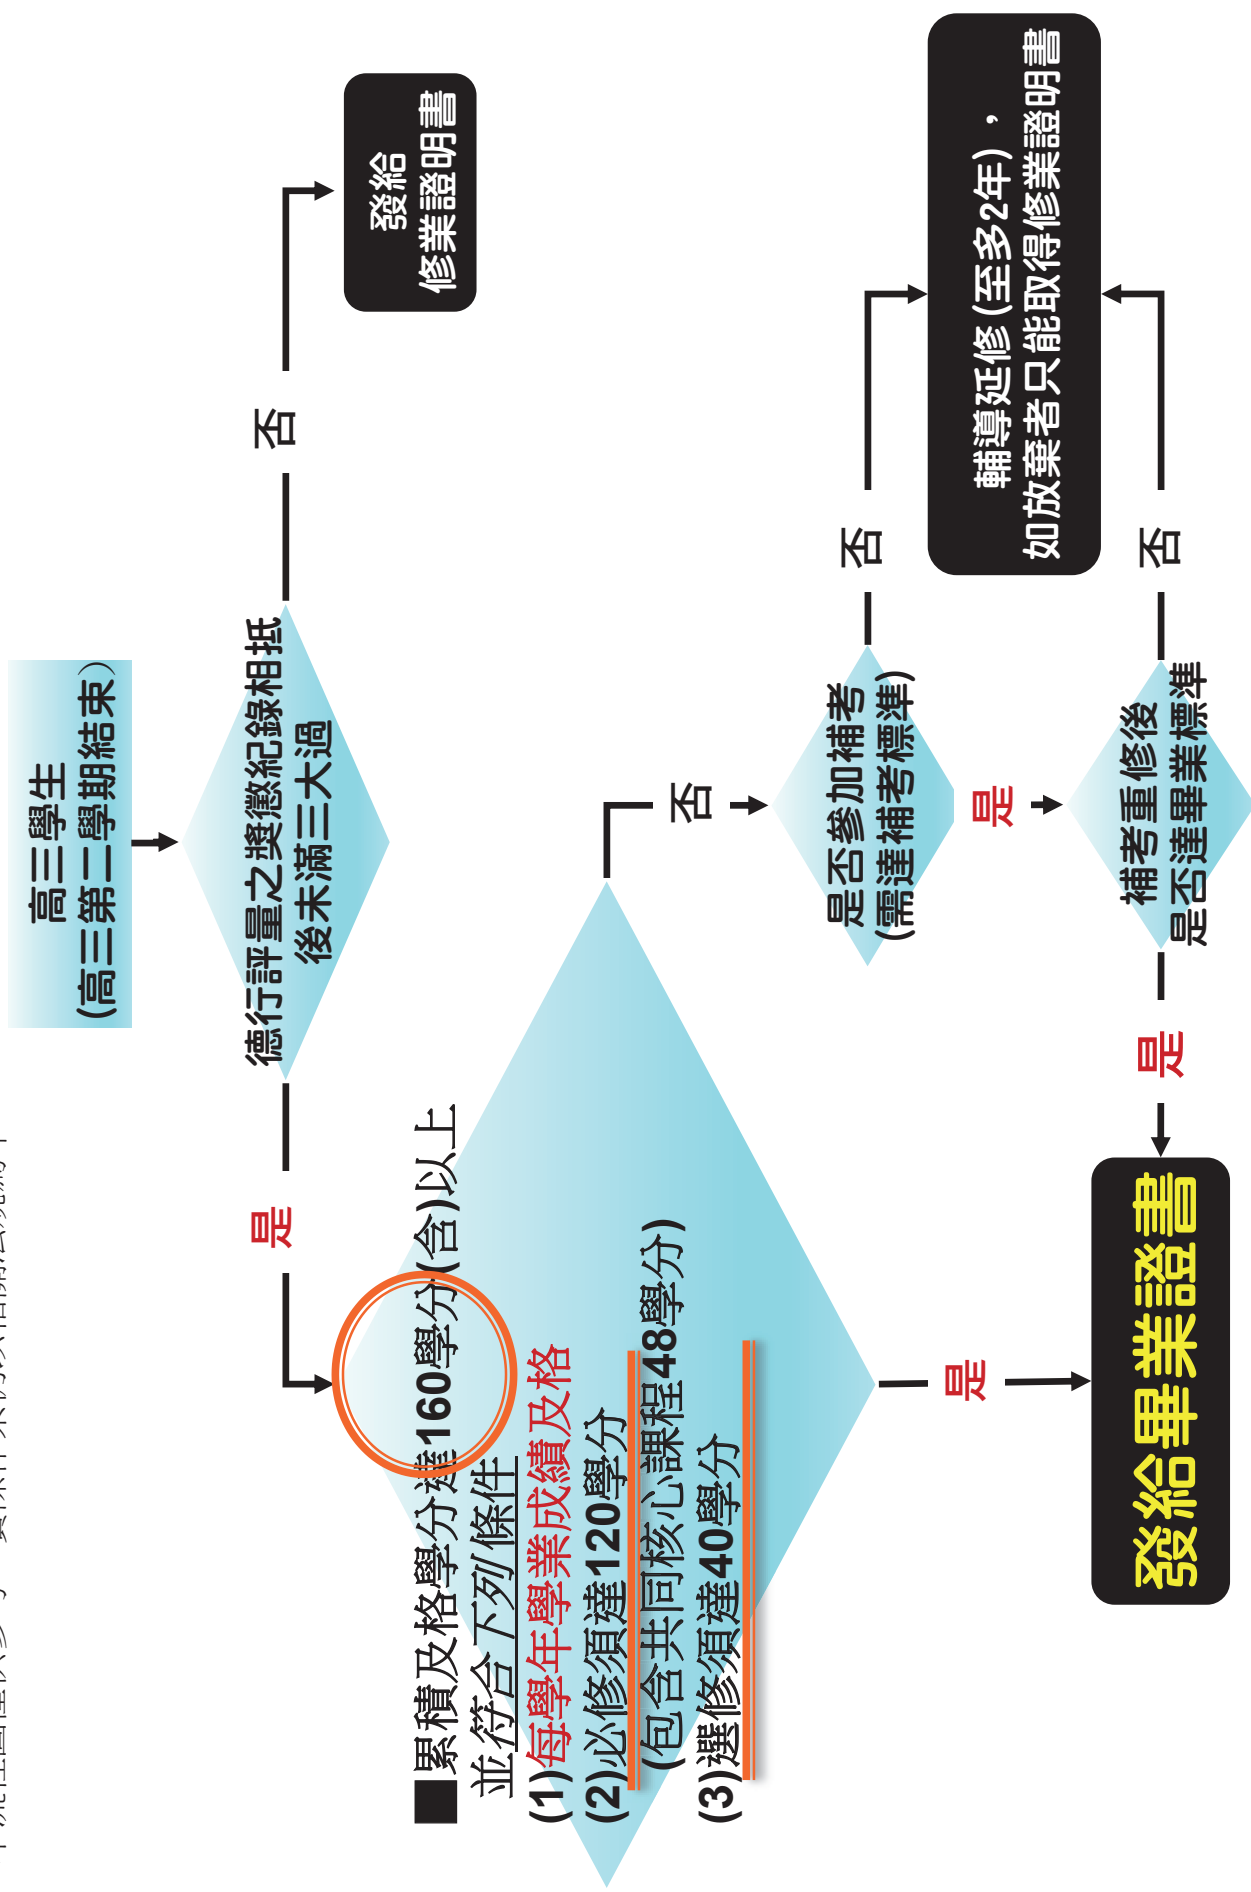 高三學生
(高三第二學期結束)
德行評量之獎懲紀錄相抵
後未滿三大過
否
發給
修業證明書
是
■累積及格學分達160學分(含)以上
並符合下列條件
(1)每學年學業成績及格
(2)必修須達120學分
(包含共同核心課程48學分)
(3)選修須達40學分
否
是否參加補考
(需達補考標準)
否
輔導延修(至多2年)，
如放棄者只能取得修業證明書
是
補考重修後
是否達畢業標準
否
是
是
發給畢業證書